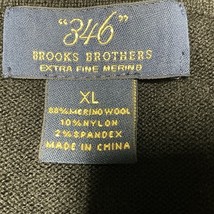 "346"
BROOKS BROTHERS
EXTRA FINE MERINO
XL
88% MERINO WOOL
10% NYLON
2% SPANDEX
MADE IN CHINA